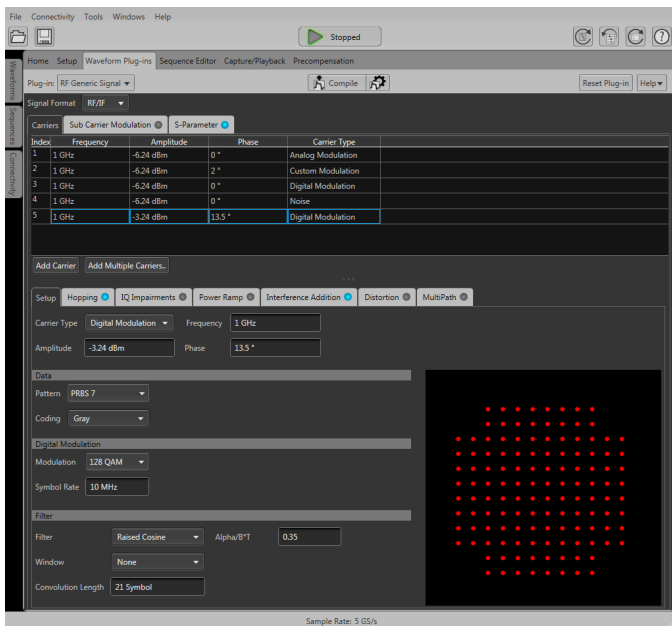 File Connectivity Tools Windows Help
Stopped
Home Setup Waveform Plug-ins Sequence Editor Capture/Playback Precompensation
Waveforms
Sequences
Connectivity
Plug-in: RF Generic Signal Compile Reset Plug-in Help
Signal Format RF/IF
Carriers Sub Carrier Modulation S-Parameter
Index Frequency Amplitude Phase Carrier Type
1 1 GHz -6.24 dBm 0 ° Analog Modulation
2 1 GHz -6.24 dBm 2 ° Custom Modulation
3 1 GHz -6.24 dBm 0 ° Digital Modulation
4 1 GHz -6.24 dBm 0 ° Noise
5 1 GHz -3.24 dBm 13.5 ° Digital Modulation
Add Carrier Add Multiple Carriers..
Setup Hopping IQ Impairments Power Ramp Interference Addition Distortion MultiPath
Carrier Type Digital Modulation Frequency 1 GHz
Amplitude -3.24 dBm Phase 13.5 °
Data
Pattern PRBS 7
Coding Gray
Digital Modulation
Modulation 128 QAM
Symbol Rate 10 MHz
Filter
Filter Raised Cosine Alpha/B*T 0.35
Window None
Convolution Length 21 Symbol
Sample Rate: 5 GS/s